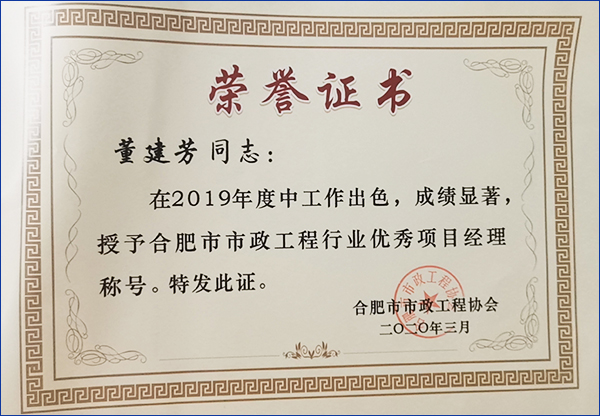 荣誉证书
董建芳同志：
在2019年度中工作出色，成绩显著，
授予合肥市市政工程行业优秀项目经理
称号。特发此证。
合肥市市政工程协会
二〇二〇年三月